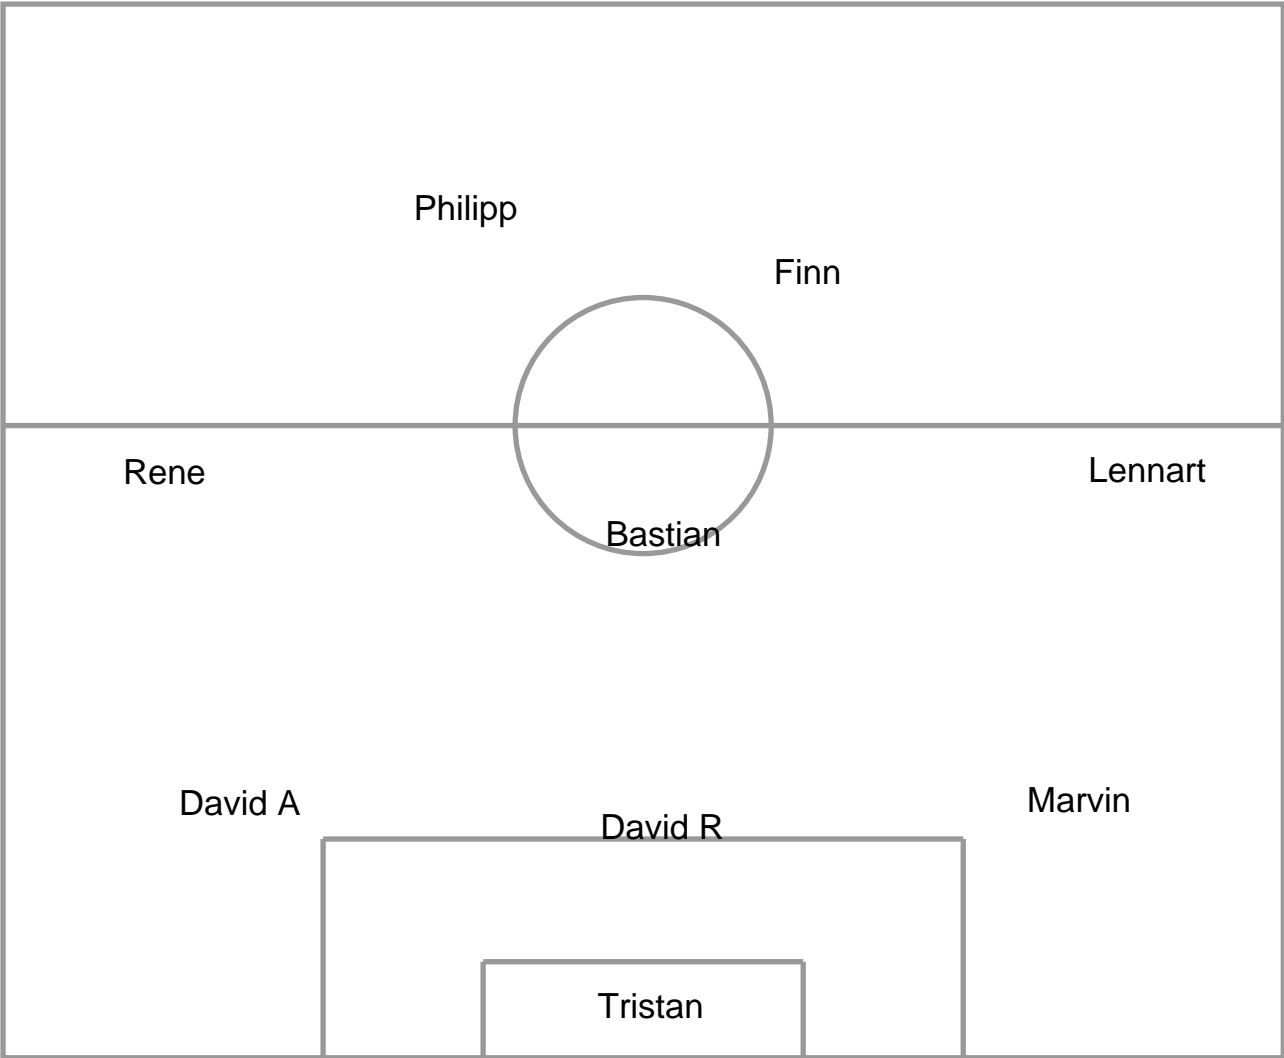 Philipp
Finn
Rene
Lennart
Bastian
David A
Marvin
David R
Tristan